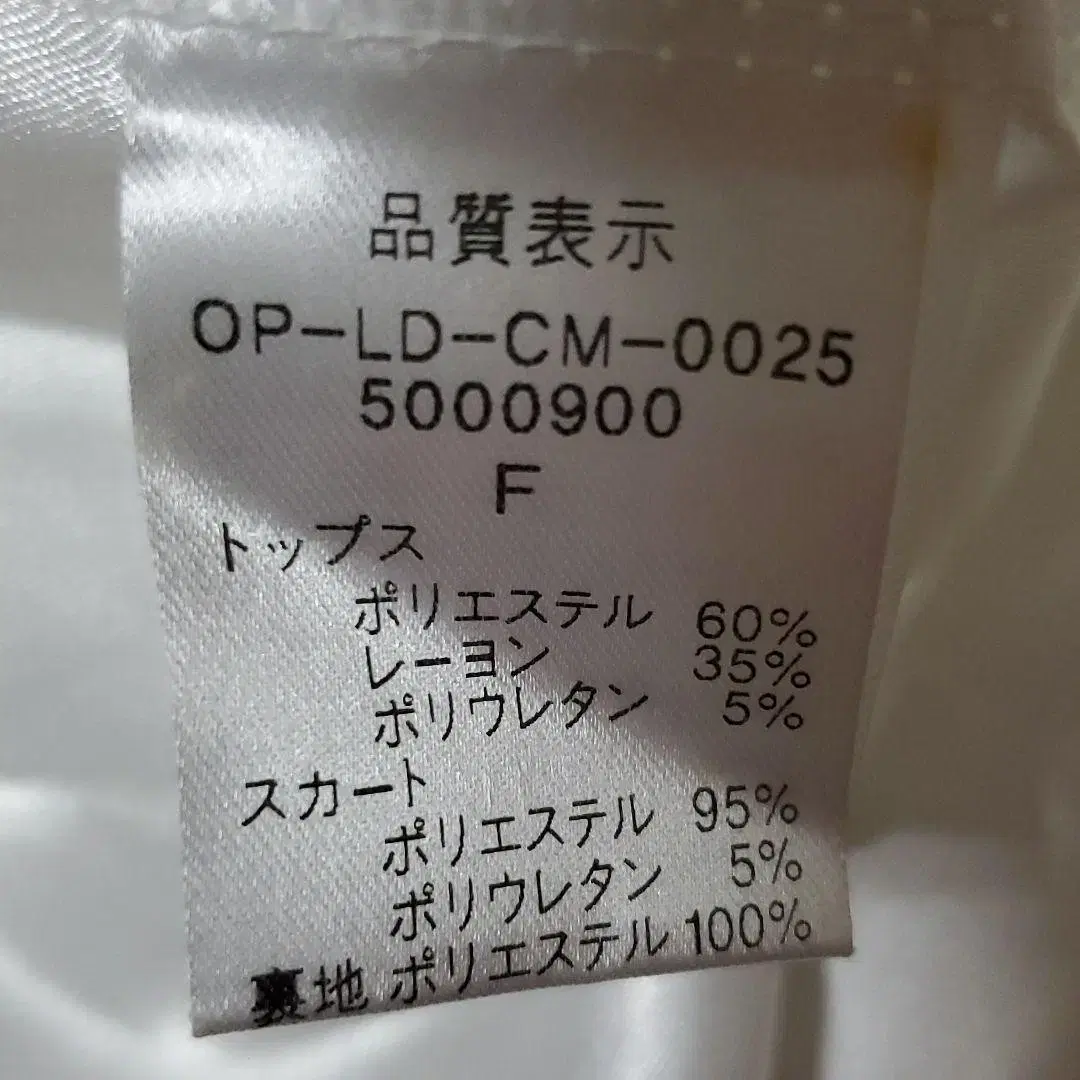 品質表示
OP-LD-CM-0025
5000900
F
トップス
ポリエステル 60%
レーヨン 35%
ポリウレタン 5%
スカート
ポリエステル 95%
ポリウレタン 5%
裏地 ポリエステル 100%